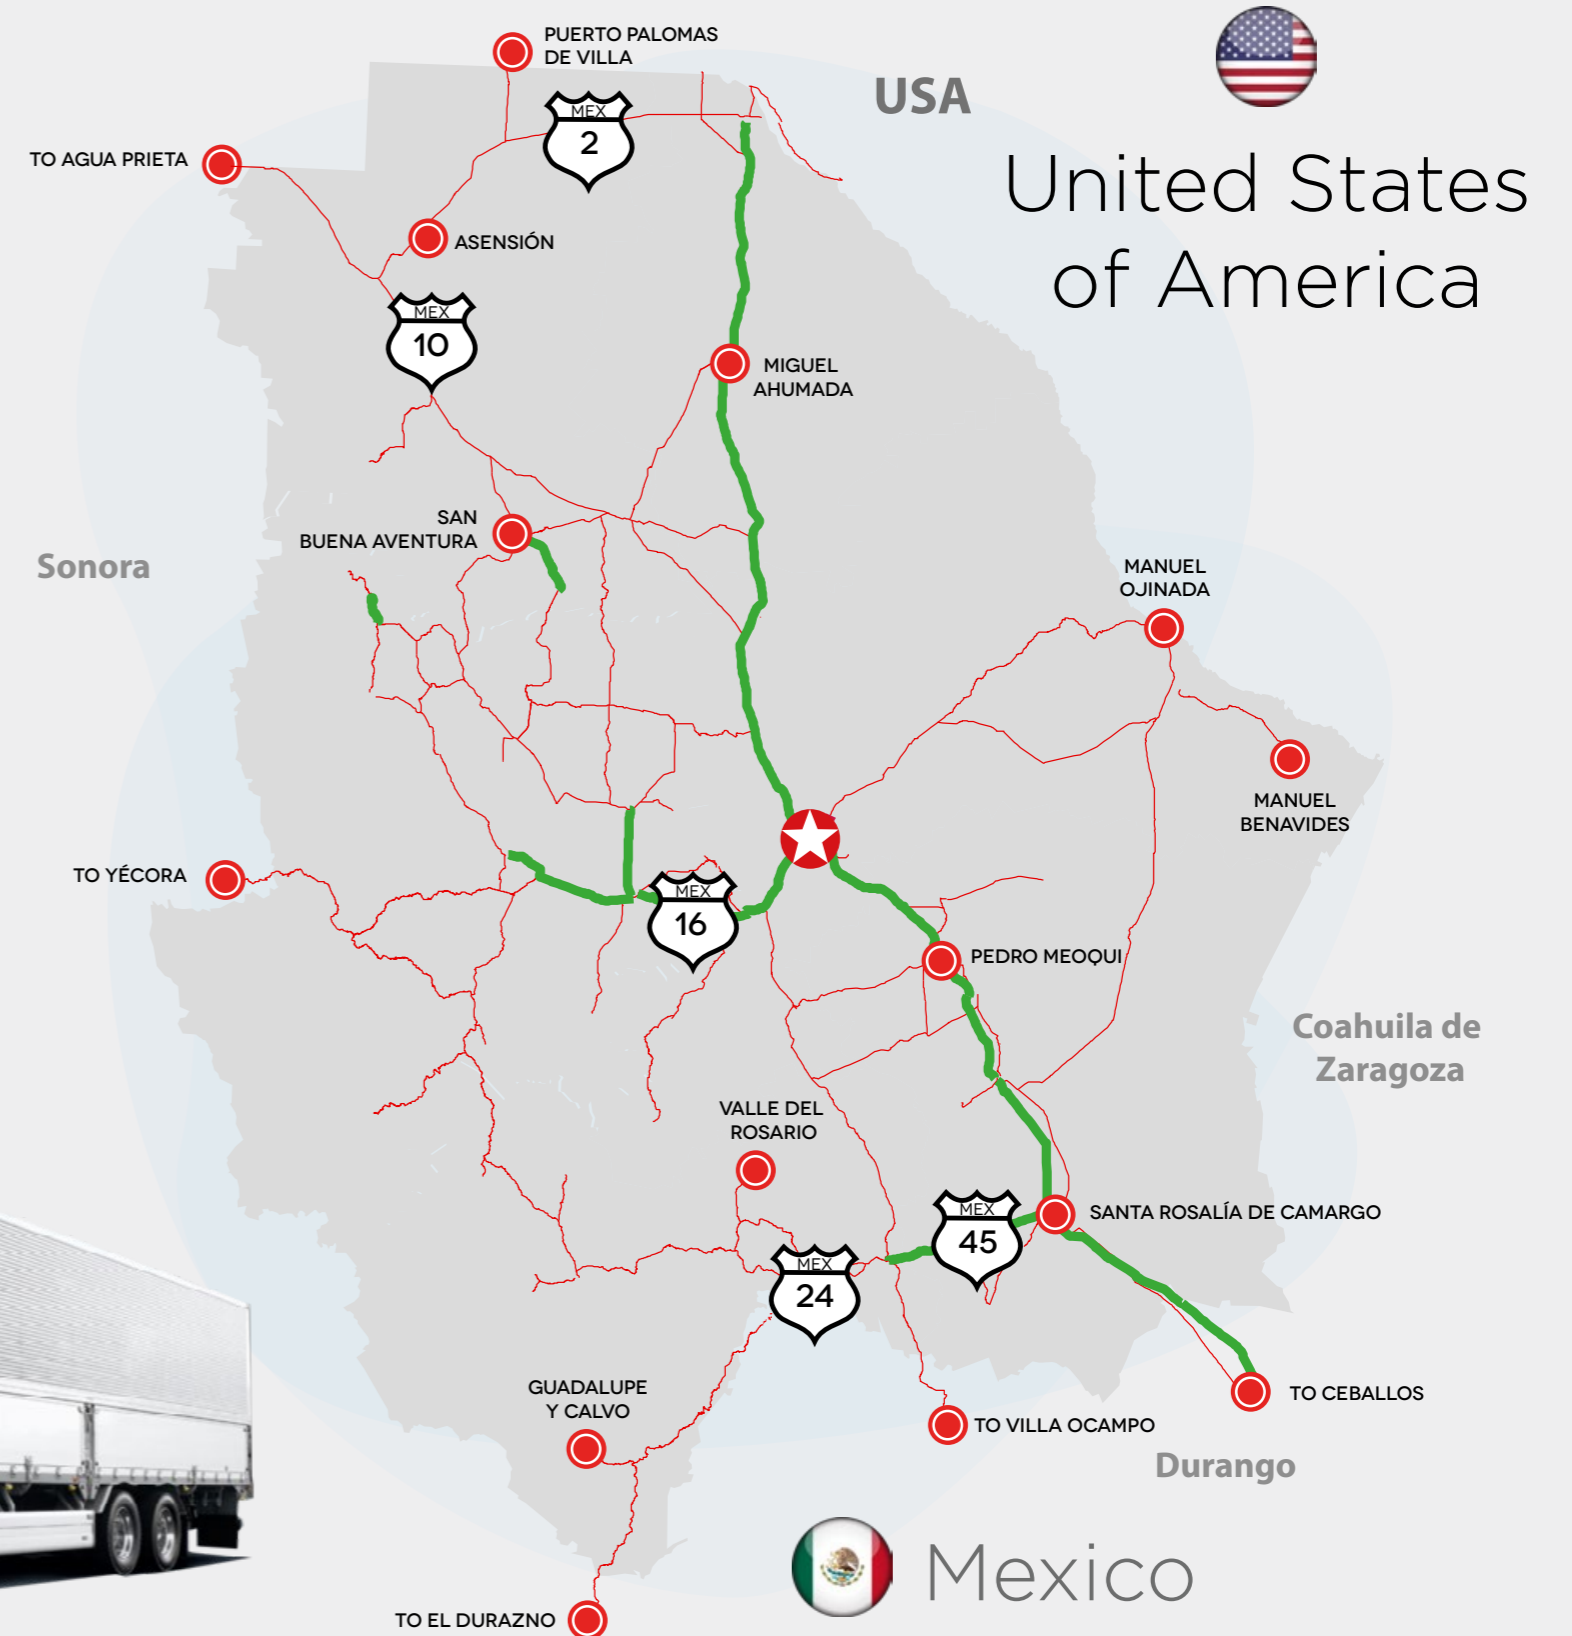 PUERTO PALOMAS
DE VILLA
USA
MEX
2
TO AGUA PRIETA
United States
of America
ASENSIÓN
MEX
10
MIGUEL
AHUMADA
SAN
BUENA AVENTURA
Sonora
MANUEL
OJINADA
MANUEL
BENAVIDES
TO YÉCORA
MEX
16
PEDRO MEOQUI
Coahuila de
Zaragoza
VALLE DEL
ROSARIO
MEX
45
SANTA ROSALÍA DE CAMARGO
MEX
24
GUADALUPE
Y CALVO
TO CEBALLOS
TO VILLA OCAMPO
Durango
Mexico
TO EL DURAZNO